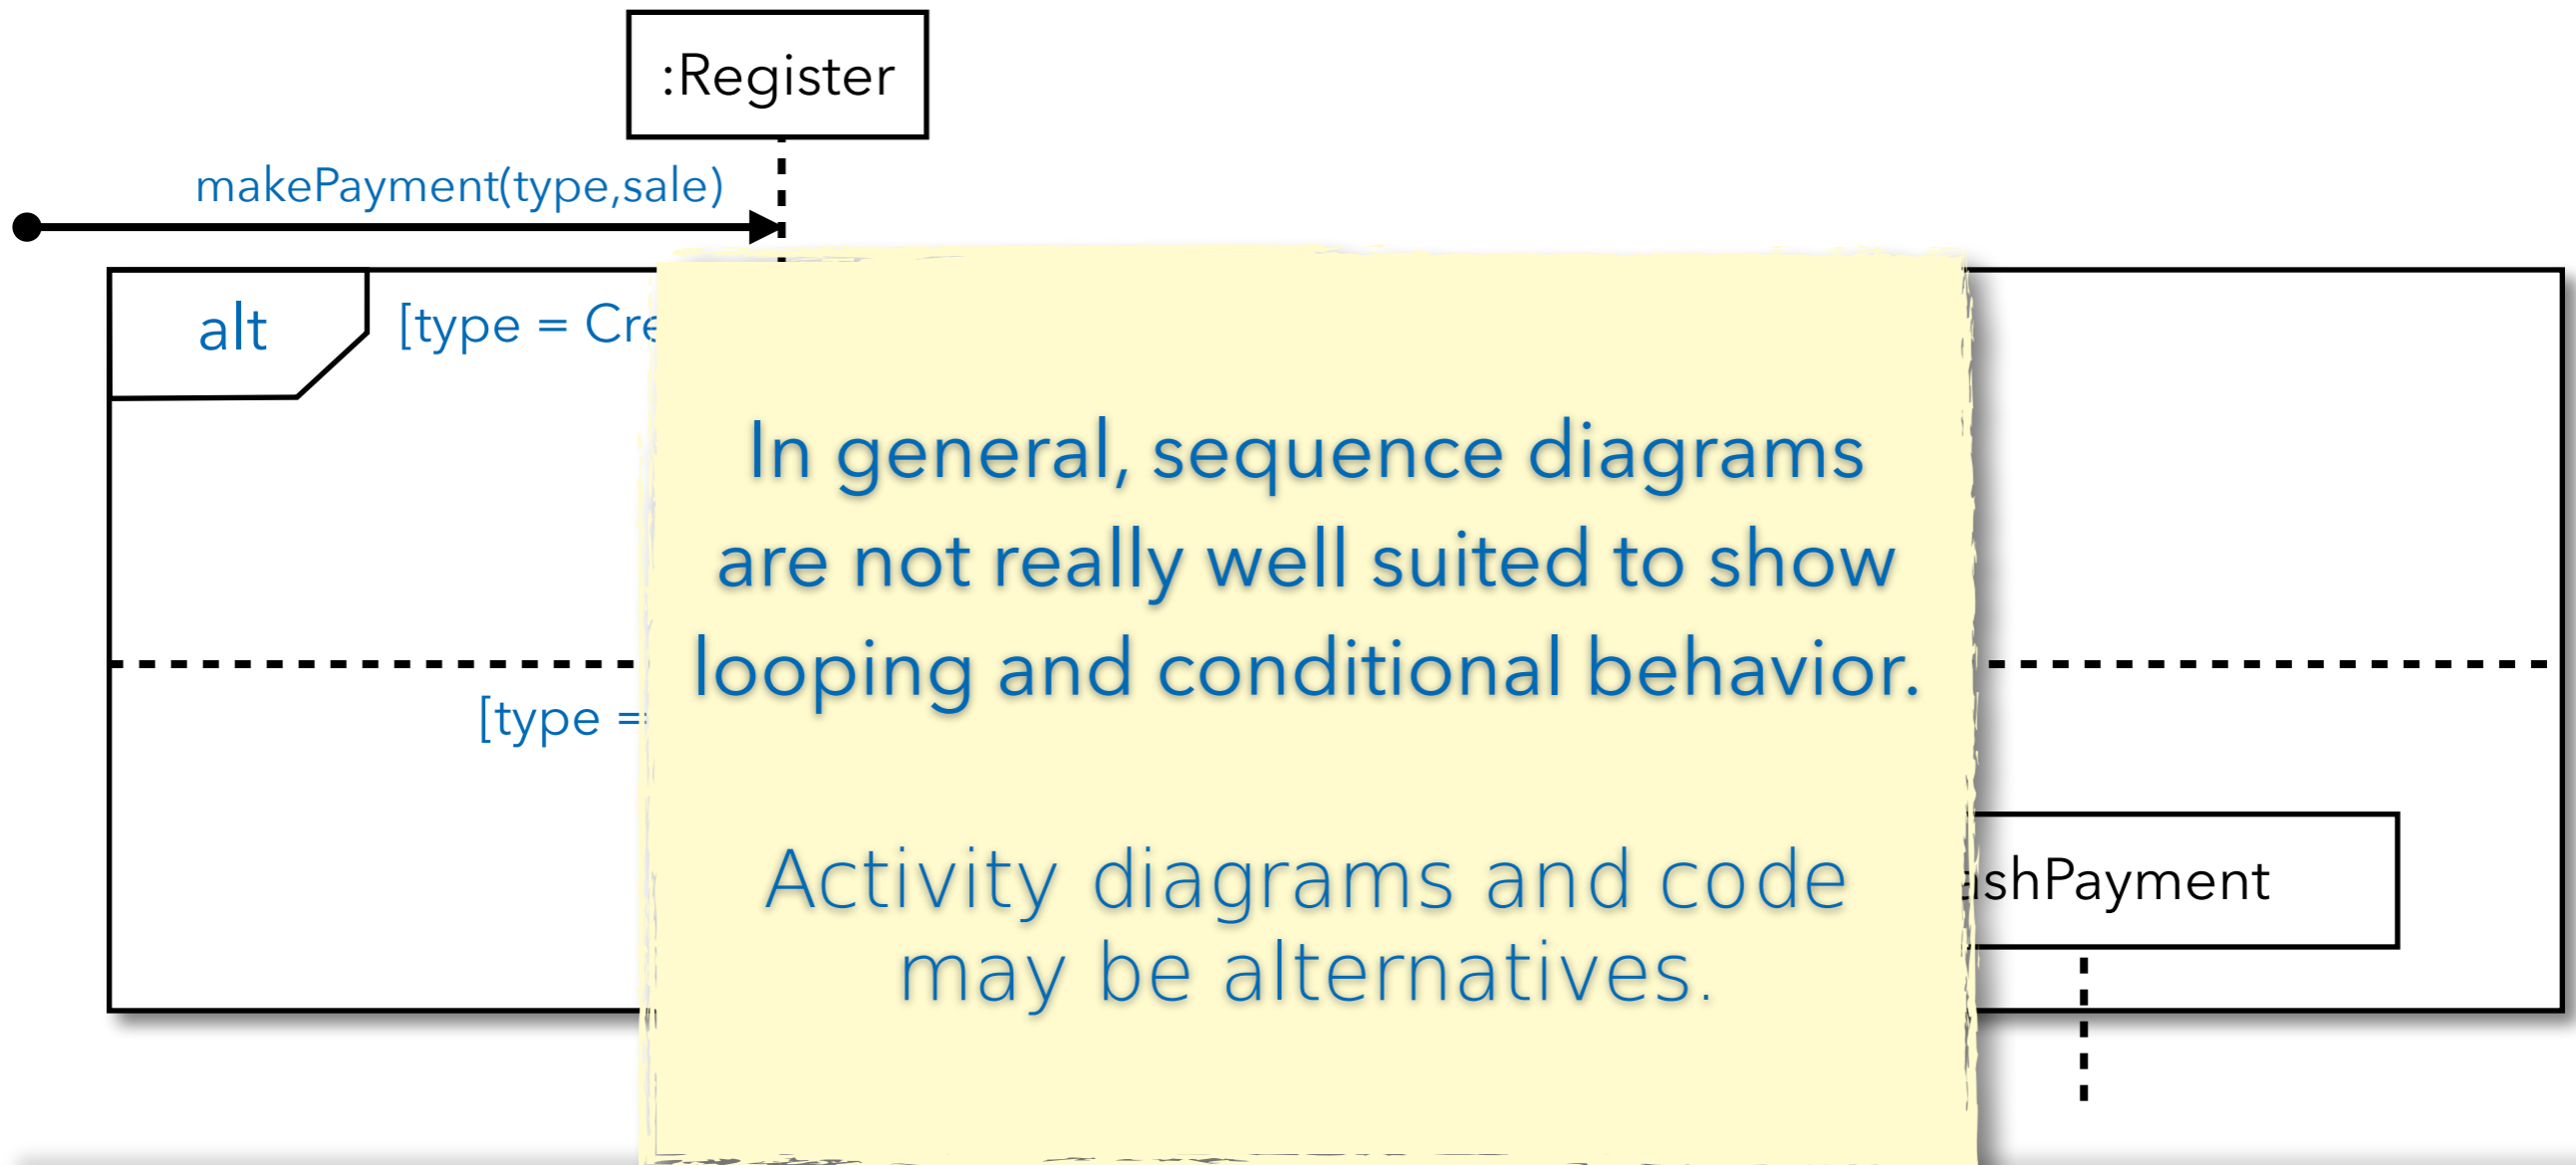 :Register
makePayment(type,sale)
alt
[type = Cre
In general, sequence diagrams
are not really well suited to show
looping and conditional behavior.
[type =
Activity diagrams and code
may be alternatives.
ashPayment